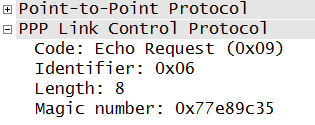 Point-to-Point Protocol
PPP Link Control Protocol
Code: Echo Request (0x09)
Identifier: 0x06
Length: 8
Magic number: 0x77e89c35